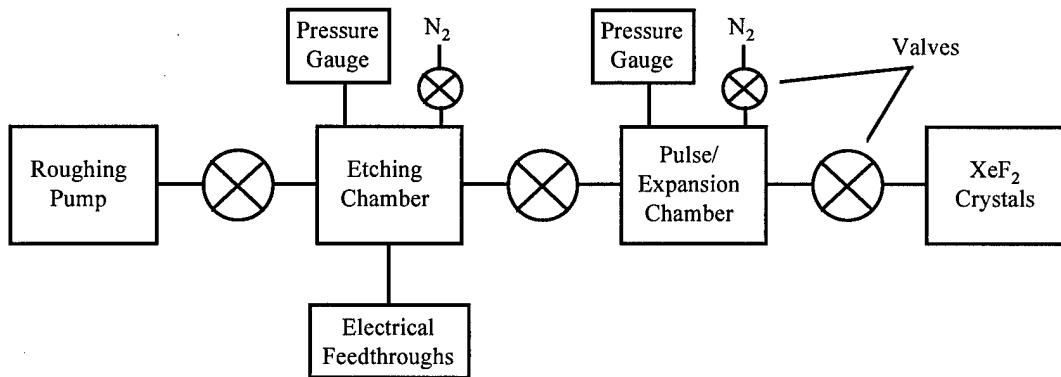 Pressure
Gauge
N₂
Pressure
Gauge
N₂
Valves
Roughing
Pump
Etching
Chamber
Pulse/
Expansion
Chamber
XeF₂
Crystals
Electrical
Feedthroughs